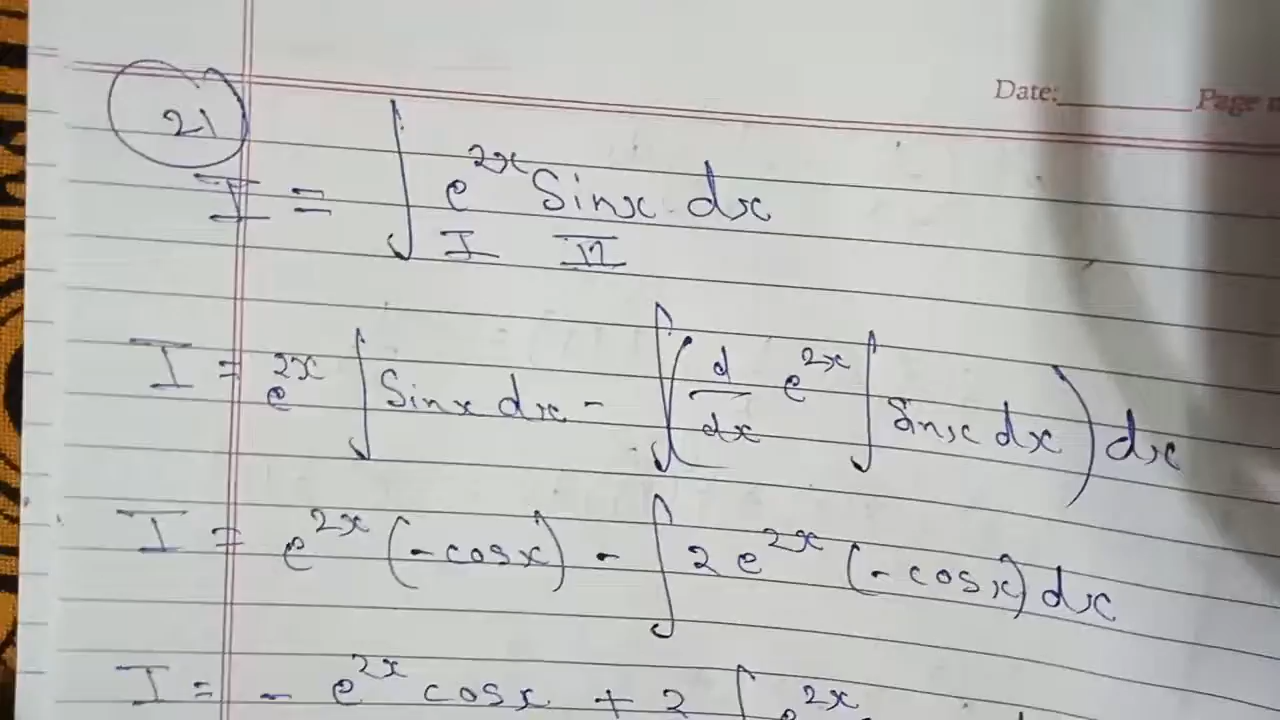 Date: Page
21
I = ∫ e^2x Sinx dx
I II
I = e^2x ∫ Sinx dx - ∫( d/dx e^2x ∫ Sinx dx ) dx
I = e^2x (-cosx) - ∫ 2 e^2x (-cosx) dx
I = - e^2x cosx + 2 ∫ e^2x